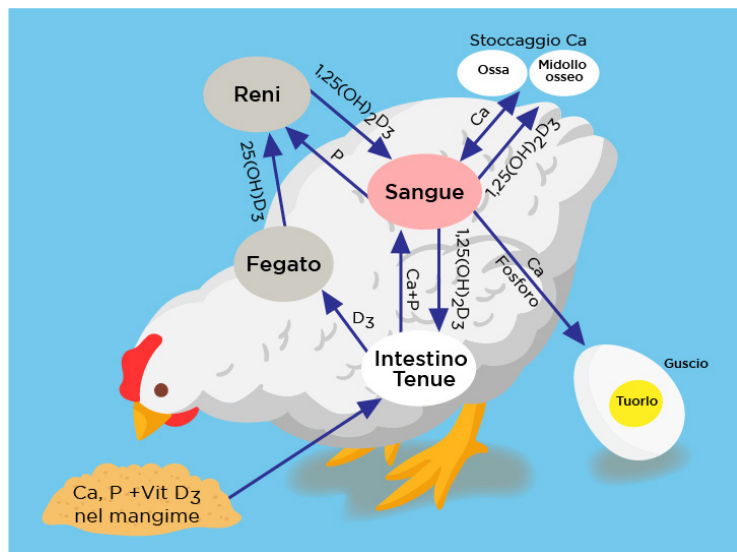 Stoccaggio Ca
Ossa
Midollo
osseo
Reni
1,25(OH)2D3
Ca
1,25(OH)2D3
P
25(OH)D3
Sangue
Fegato
Ca+P
1,25(OH)2D3
Ca
Fosforo
D3
Intestino
Tenue
Guscio
Tuorlo
Ca, P +Vit D3
nel mangime